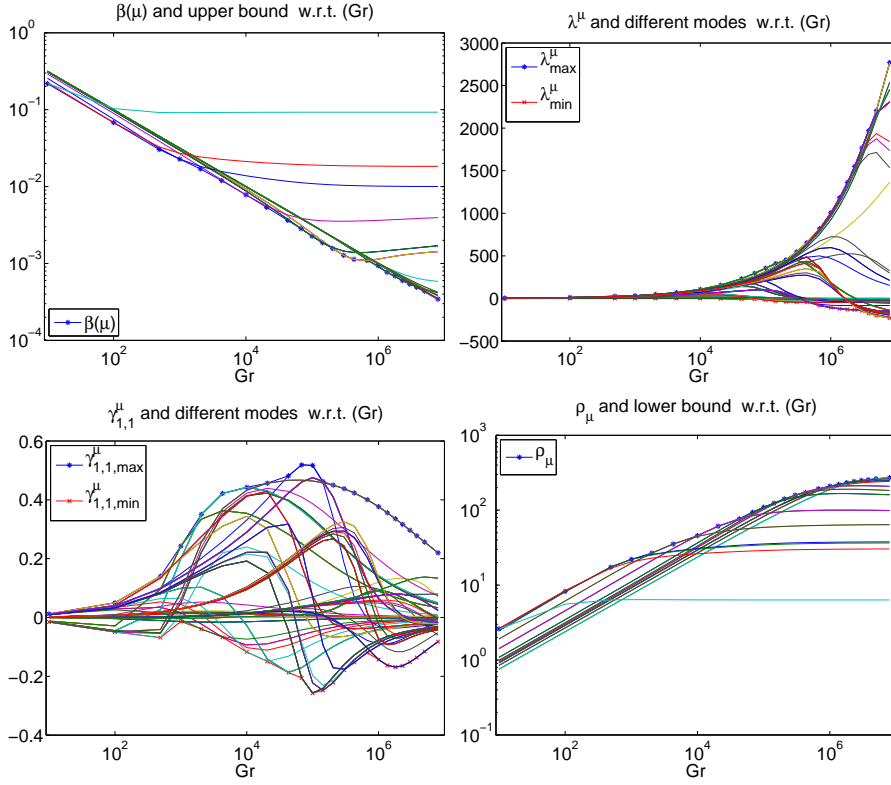 β(μ) and upper bound w.r.t. (Gr)
10^0
10^-1
10^-2
10^-3
10^-4
10^2
10^4
10^6
Gr
β(μ)
λ^μ and different modes w.r.t. (Gr)
3000
2500
2000
1500
1000
500
0
-500
10^2
10^4
10^6
Gr
λ^μ_max
λ^μ_min
γ^μ_1,1 and different modes w.r.t. (Gr)
0.6
0.4
0.2
0
-0.2
-0.4
10^2
10^4
10^6
Gr
γ^μ_1,1,max
γ^μ_1,1,min
ρ_μ and lower bound w.r.t. (Gr)
10^3
10^2
10^1
10^0
10^-1
10^2
10^4
10^6
Gr
ρ_μ